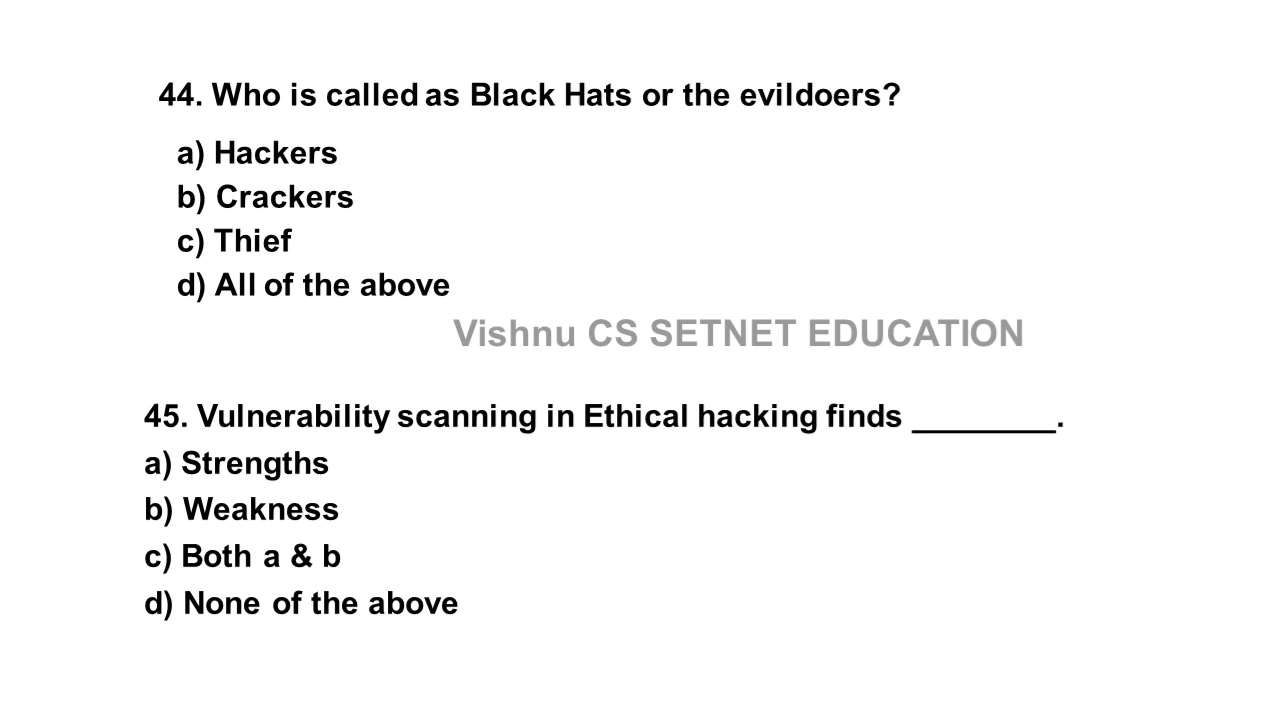 44. Who is called as Black Hats or the evildoers?
a) Hackers
b) Crackers
c) Thief
d) All of the above
Vishnu CS SETNET EDUCATION
45. Vulnerability scanning in Ethical hacking finds ________.
a) Strengths
b) Weakness
c) Both a & b
d) None of the above